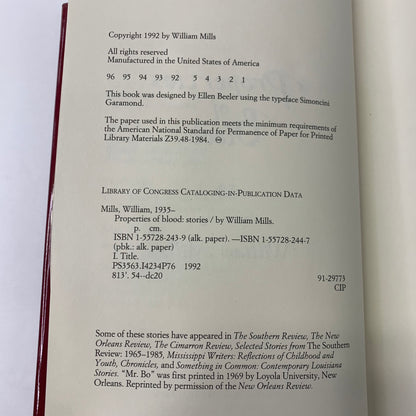 Copyright 1992 by William Mills
All rights reserved
Manufactured in the United States of America
96 95 94 93 92 5 4 3 2 1
This book was designed by Ellen Beeler using the typeface Simoncini
Garamond.
The paper used in this publication meets the minimum requirements of
the American National Standard for Permanence of Paper for Printed
Library Materials Z39.48-1984. ♾
LIBRARY OF CONGRESS CATALOGING-IN-PUBLICATION DATA
Mills, William, 1935–
Properties of blood: stories / by William Mills.
p. cm.
ISBN 1-55728-243-9 (alk. paper). —ISBN 1-55728-244-7
(pbk.: alk. paper)
I. Title.
PS3563.I4234P76 1992
813'. 54--dc20 91-29773
CIP
Some of these stories have appeared in The Southern Review, The New
Orleans Review, The Cimarron Review, Selected Stories from The Southern
Review: 1965–1985, Mississippi Writers: Reflections of Childhood and
Youth, Chronicles, and Something in Common: Contemporary Louisiana
Stories. "Mr. Bo" was first printed in 1969 by Loyola University, New
Orleans. Reprinted by permission of the New Orleans Review.